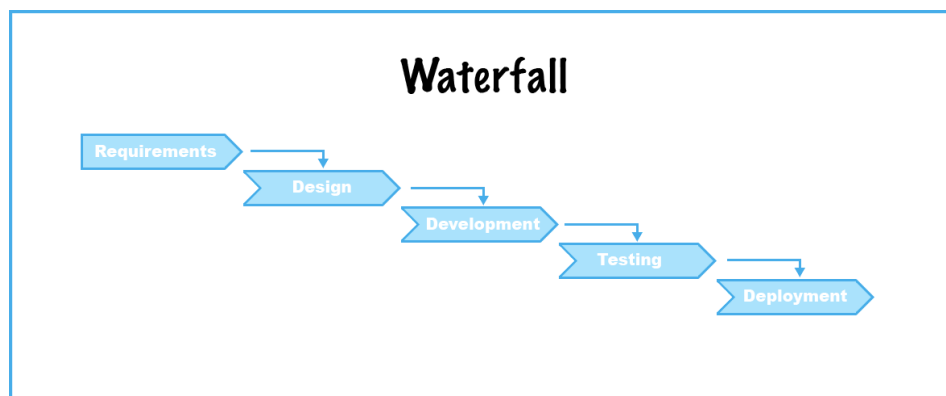 Waterfall
Requirements
Design
Development
Testing
Deployment